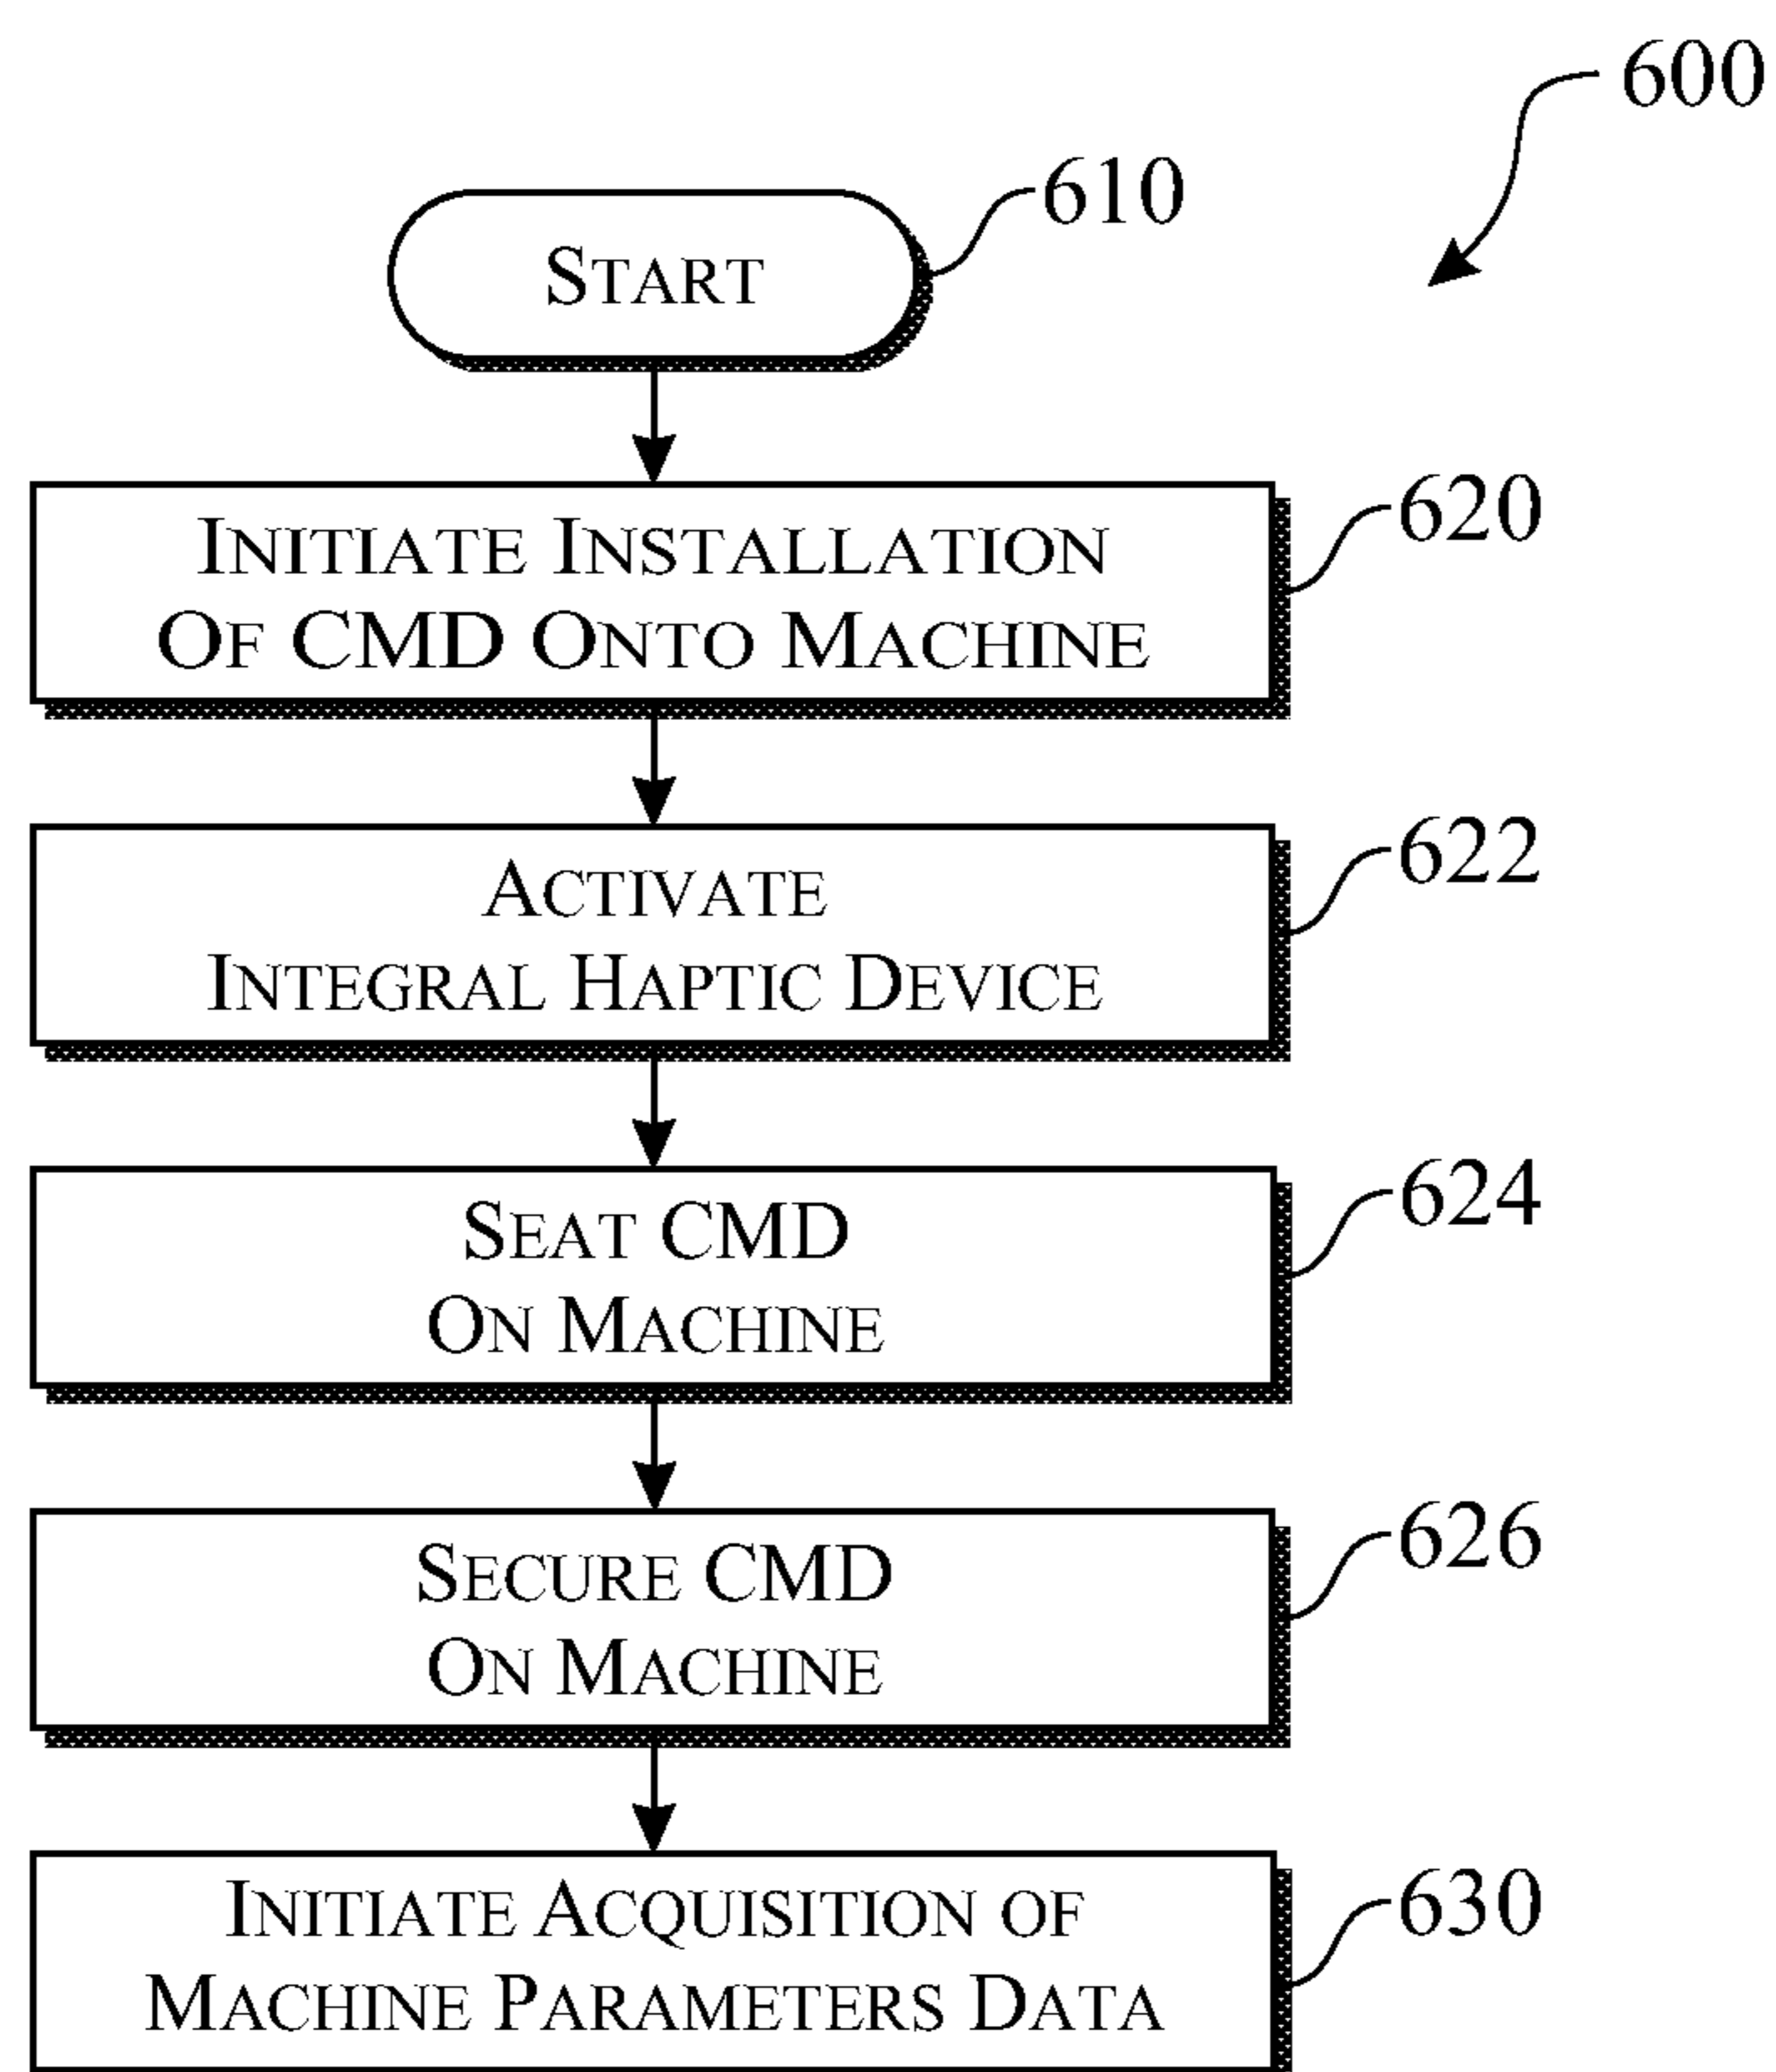 600
START
610
INITIATE INSTALLATION
OF CMD ONTO MACHINE
620
ACTIVATE
INTEGRAL HAPTIC DEVICE
622
SEAT CMD
ON MACHINE
624
SECURE CMD
ON MACHINE
626
INITIATE ACQUISITION OF
MACHINE PARAMETERS DATA
630